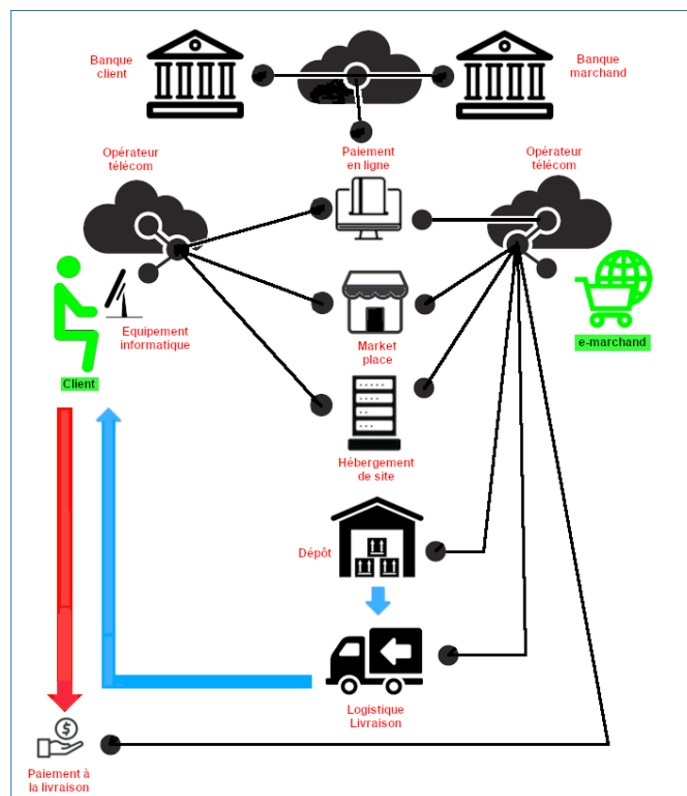 Banque
client
Banque
marchand
Opérateur
télécom
Paiement
en ligne
Opérateur
télécom
Equipement
informatique
Market
place
e-marchand
Client
Hébergement
de site
Dépôt
Logistique
Livraison
$
Paiement à
la livraison